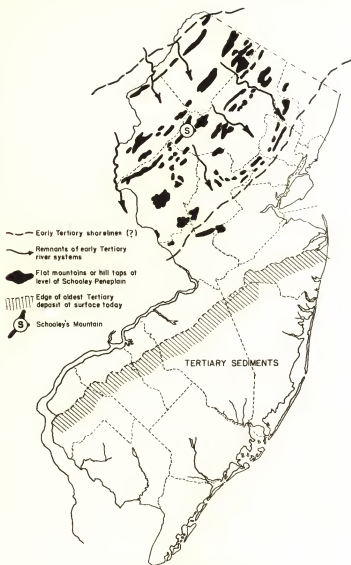 S
Early Tertiary shorelines (?)
Remnants of early Tertiary
river systems
Flat mountains or hill tops at
level of Schooley Peneplain
Edge of oldest Tertiary
deposit at surface today
S Schooley's Mountain
TERTIARY SEDIMENTS